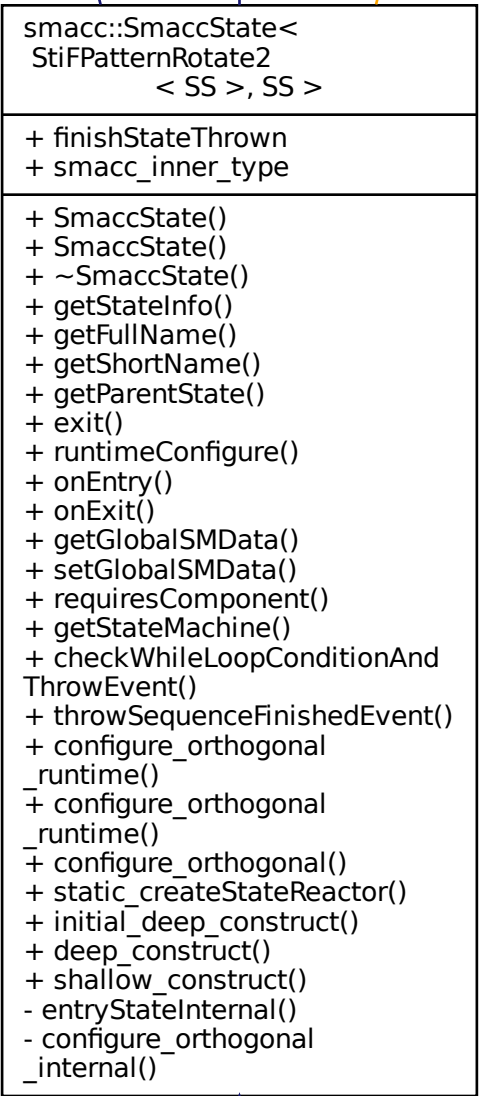 smacc::SmaccState<
StiFPatternRotate2
< SS >, SS >
+ finishStateThrown
+ smacc_inner_type
+ SmaccState()
+ SmaccState()
+ ~SmaccState()
+ getStateInfo()
+ getFullName()
+ getShortName()
+ getParentState()
+ exit()
+ runtimeConfigure()
+ onEntry()
+ onExit()
+ getGlobalSMData()
+ setGlobalSMData()
+ requiresComponent()
+ getStateMachine()
+ checkWhileLoopConditionAnd
ThrowEvent()
+ throwSequenceFinishedEvent()
+ configure_orthogonal
_runtime()
+ configure_orthogonal
_runtime()
+ configure_orthogonal()
+ static_createStateReactor()
+ initial_deep_construct()
+ deep_construct()
+ shallow_construct()
- entryStateInternal()
- configure_orthogonal
_internal()